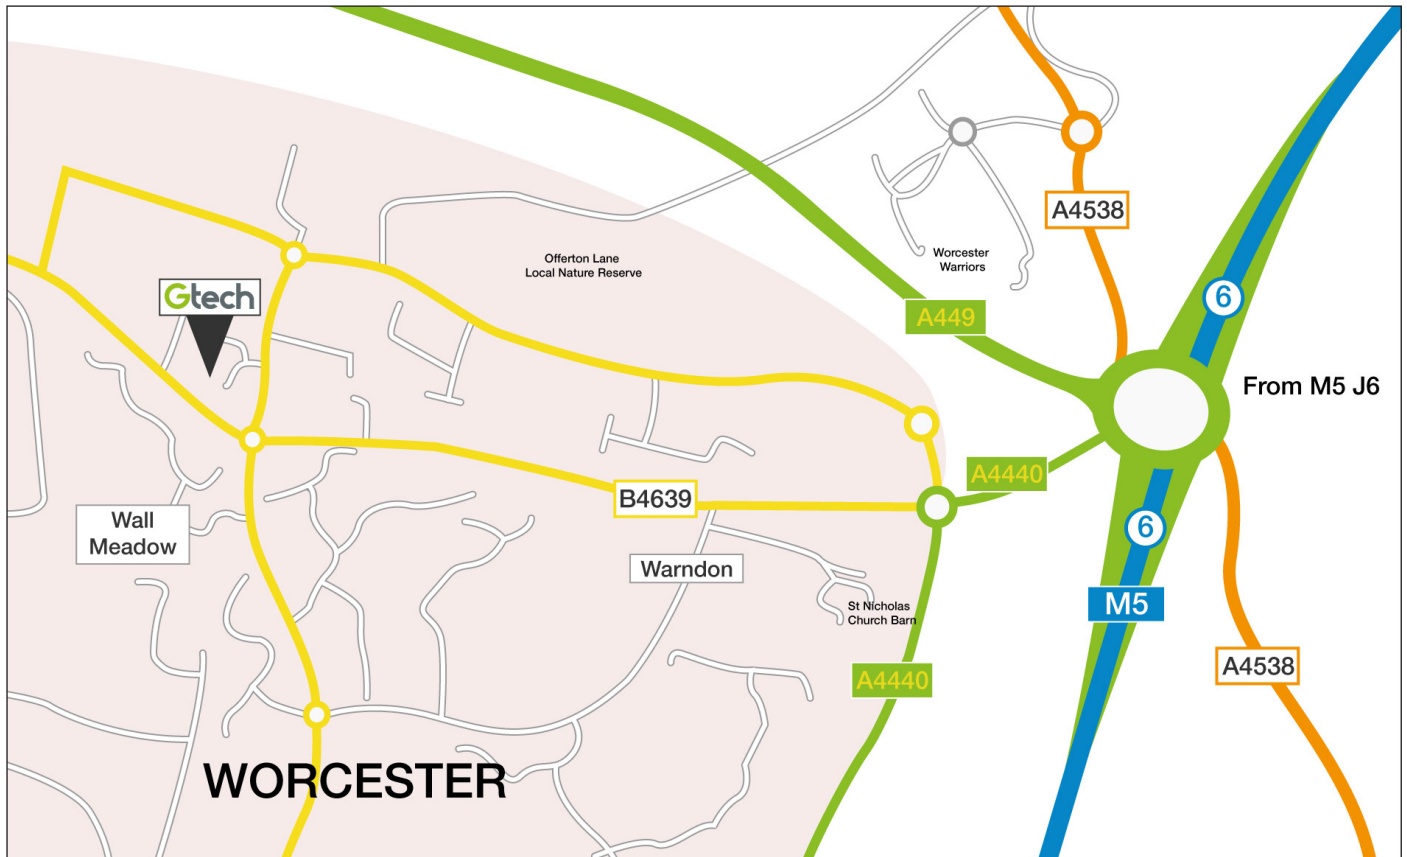 A4538
Offerton Lane
Local Nature Reserve
Worcester
Warriors
Gtech
6
A449
From M5 J6
A4440
B4639
Wall
Meadow
6
Warndon
M5
St Nicholas
Church Barn
A4538
A4440
WORCESTER